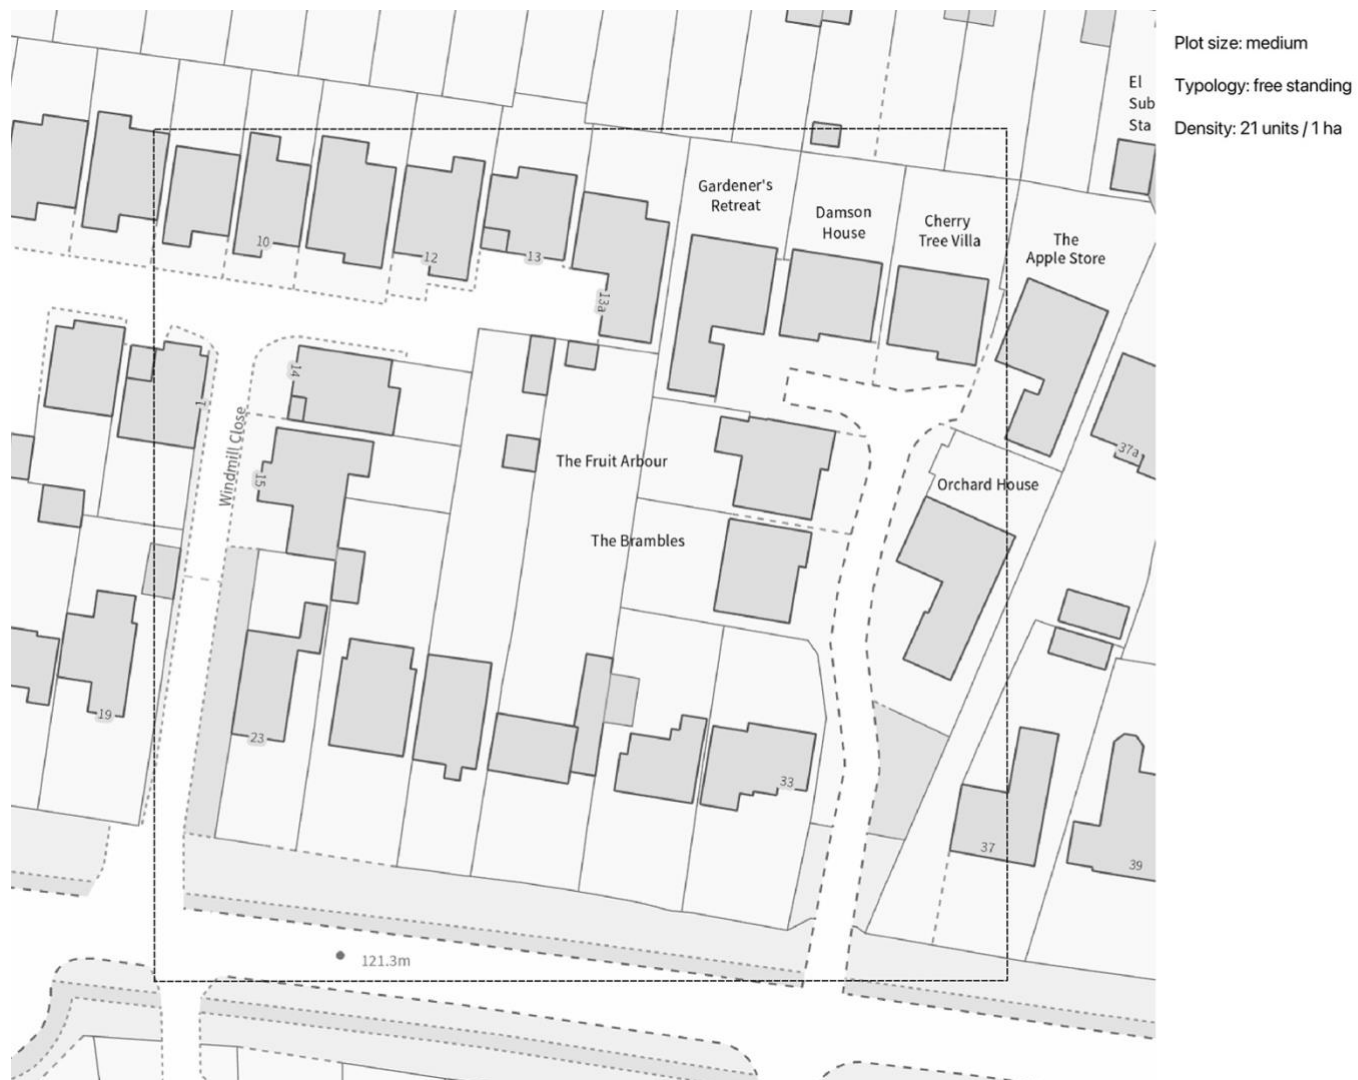 Plot size: medium
Typology: free standing
Density: 21 units / 1 ha
El
Sub
Sta
Gardener's
Retreat
Damson
House
Cherry
Tree Villa
The
Apple Store
10
12
13
13a
14
7
Windmill Close
15
The Fruit Arbour
The Brambles
Orchard House
37a
19
23
33
37
39
121.3m